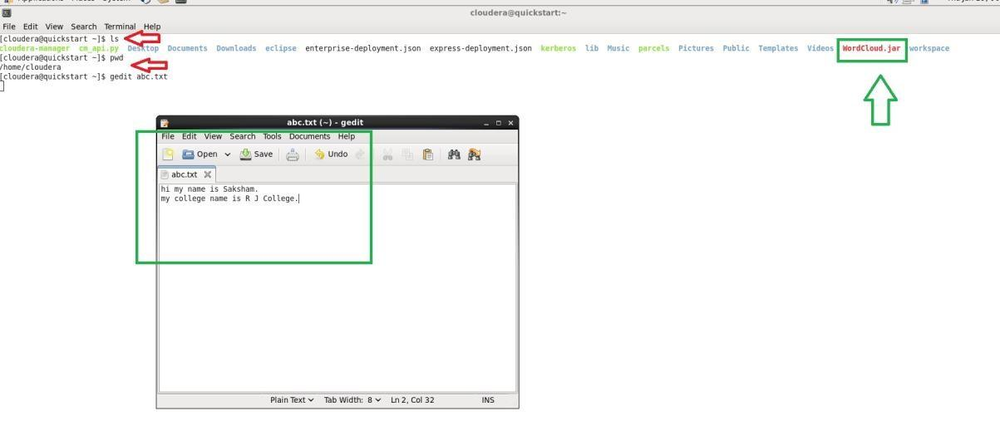 cloudera@quickstart:~
File Edit View Search Terminal Help
[cloudera@quickstart ~]$ ls
cloudera-manager cm_api.py Desktop Documents Downloads eclipse enterprise-deployment.json express-deployment.json kerberos lib Music parcels Pictures Public Templates Videos WordCloud.jar workspace
[cloudera@quickstart ~]$ pwd
/home/cloudera
[cloudera@quickstart ~]$ gedit abc.txt
abc.txt (~) - gedit
File Edit View Search Tools Documents Help
Open Save Undo
abc.txt
hi my name is Saksham.
my college name is R J College.
Plain Text Tab Width: 8 Ln 2, Col 32 INS